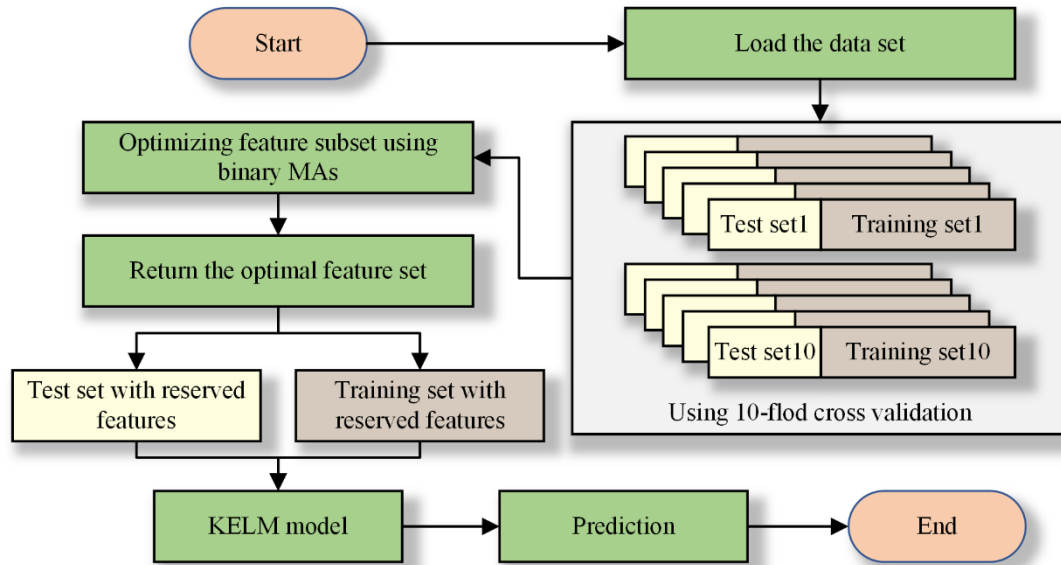 Start
Load the data set
Optimizing feature subset using
binary MAs
Test set1
Training set1
Return the optimal feature set
Test set10
Training set10
Using 10-flod cross validation
Test set with reserved
features
Training set with
reserved features
KELM model
Prediction
End